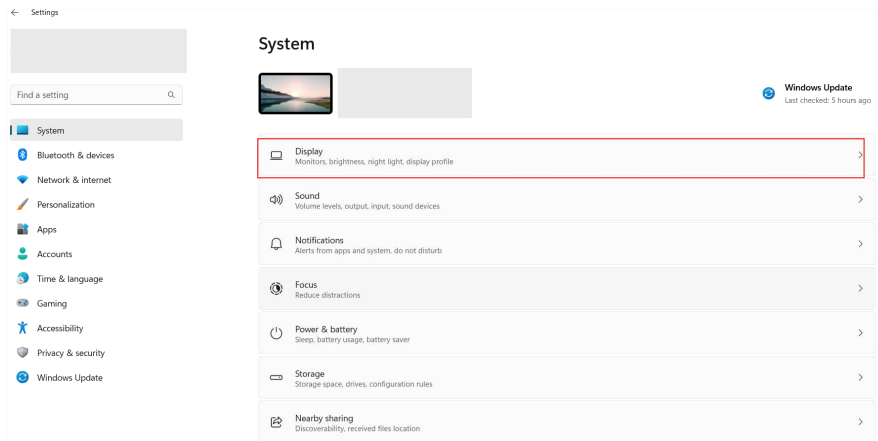 Settings
Find a setting
System
Bluetooth & devices
Network & internet
Personalization
Apps
Accounts
Time & language
Gaming
Accessibility
Privacy & security
Windows Update
System
Windows Update
Last checked: 5 hours ago
Display
Monitors, brightness, night light, display profile
Sound
Volume levels, output, input, sound devices
Notifications
Alerts from apps and system, do not disturb
Focus
Reduce distractions
Power & battery
Sleep, battery usage, battery saver
Storage
Storage space, drives, configuration rules
Nearby sharing
Discoverability, received files location